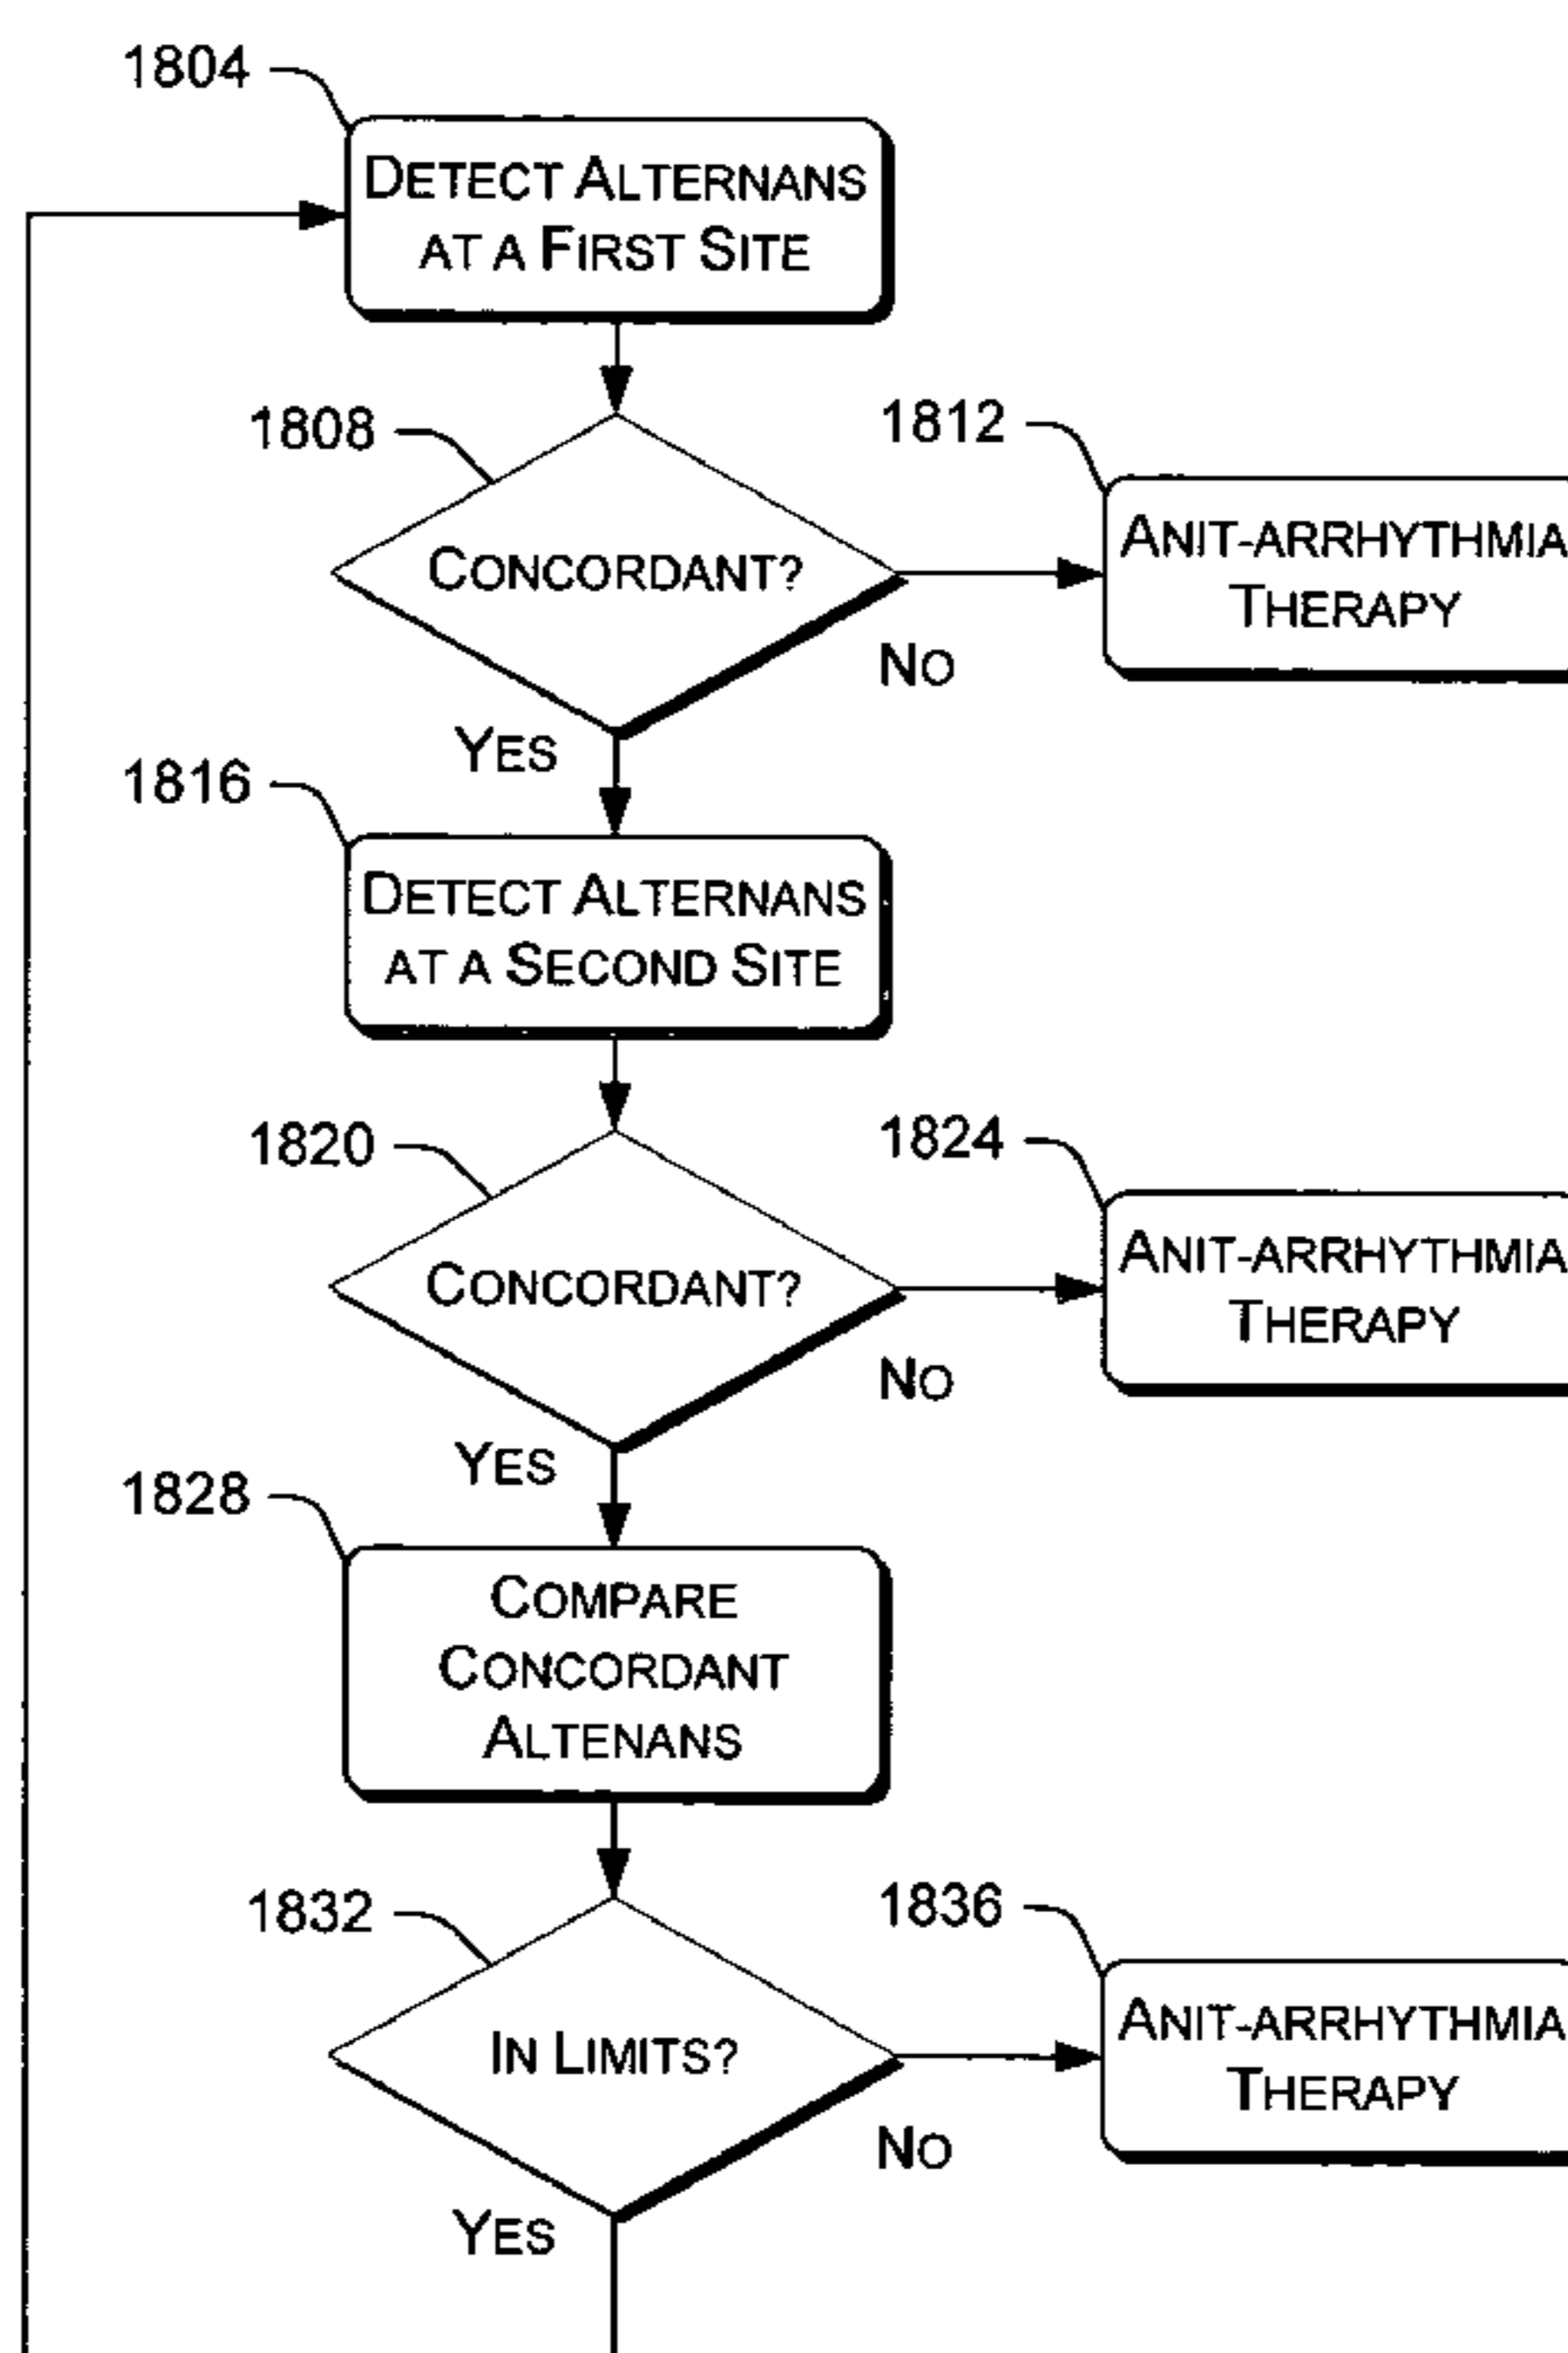 1804
DETECT ALTERNANS
AT A FIRST SITE
1808
CONCORDANT?
1812
ANIT-ARRHYTHMIA
THERAPY
NO
YES
1816
DETECT ALTERNANS
AT A SECOND SITE
1820
CONCORDANT?
1824
ANIT-ARRHYTHMIA
THERAPY
NO
YES
1828
COMPARE
CONCORDANT
ALTENANS
1832
IN LIMITS?
1836
ANIT-ARRHYTHMIA
THERAPY
NO
YES